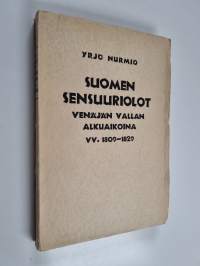 YRJÖ NURMIO
SUOMEN
SENSUURIOLOT
VENÄJÄN VALLAN
ALKUAIKOINA
VV. 1809–1829